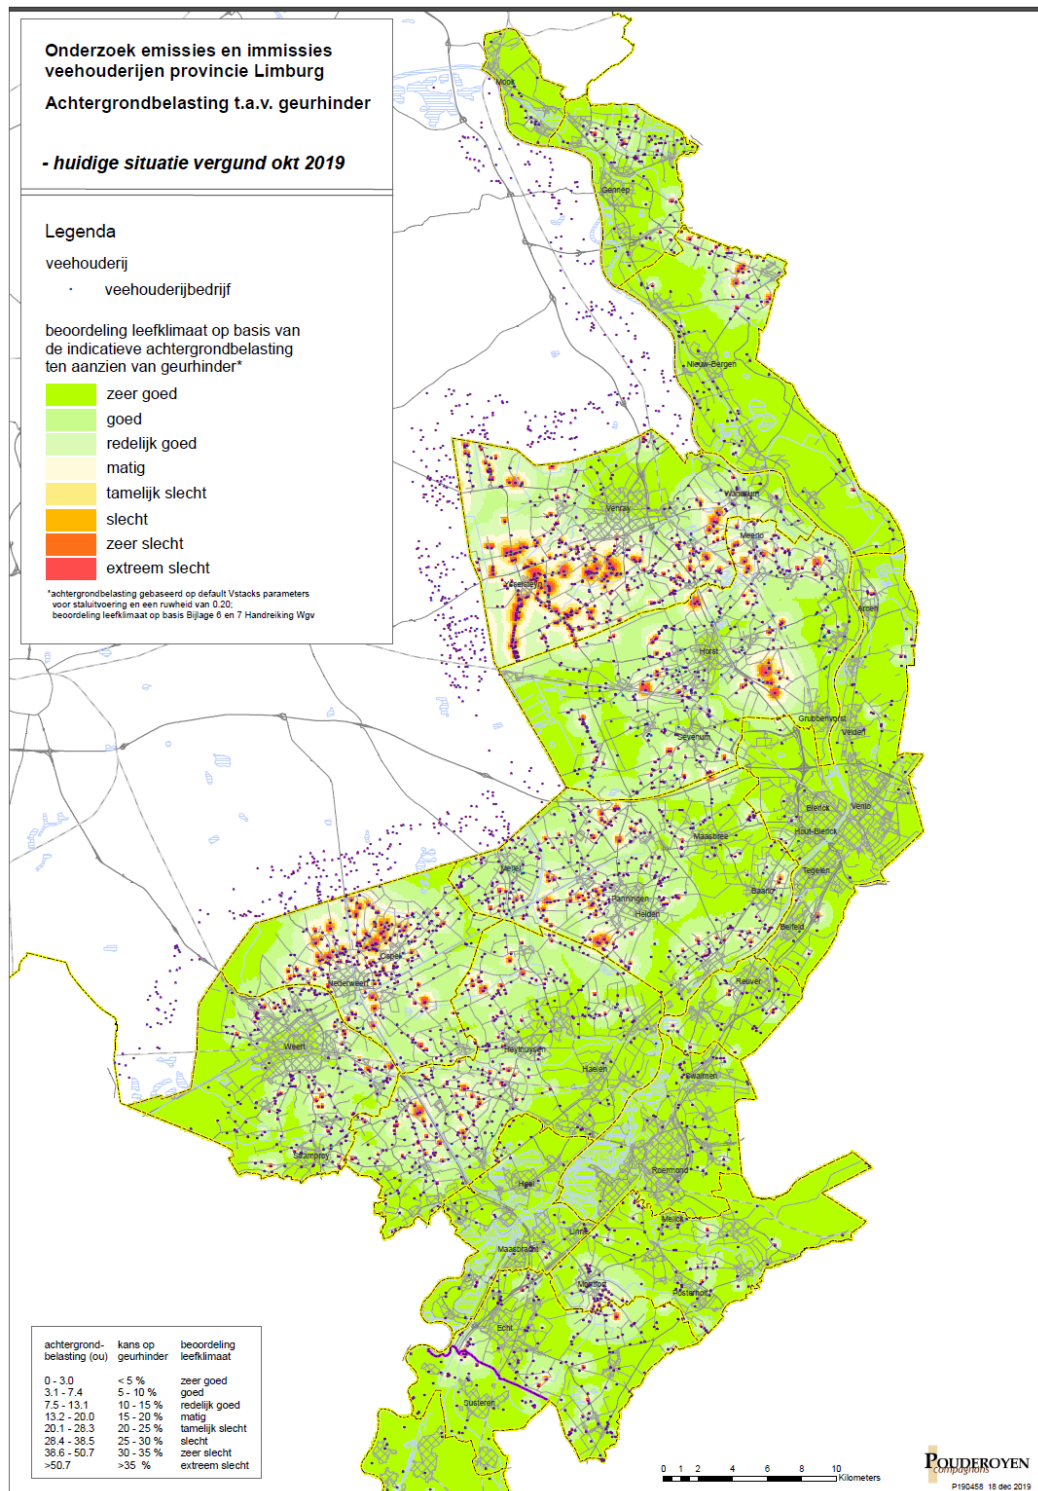 Onderzoek emissies en immissies
veehouderijen provincie Limburg
Achtergrondbelasting t.a.v. geurhinder
- huidige situatie vergund okt 2019
Legenda
veehouderij
veehouderijbedrijf
beoordeling leefklimaat op basis van
de indicatieve achtergrondbelasting
ten aanzien van geurhinder*
zeer goed
goed
redelijk goed
matig
tamelijk slecht
slecht
zeer slecht
extreem slecht
*achtergrondbelasting gebaseerd op default Vstacks parameters
voor staluitvoering en een ruwheid van 0.20;
beoordeling leefklimaat op basis Bijlage 6 en 7 Handreiking Wgv
Mook
Gennep
Nieuw-Bergen
Wanssum
Venray
Meerlo
Ysselsteyn
Arcen
Horst
Grubbenvorst
Velden
Sevenum
Blerick
Venlo
Hout-Blerick
Maasbree
Tegelen
Meijel
Baarlo
Panningen
Helden
Belfeld
Ospel
Nederweert
Reuver
Weert
Heythuysen
Haelen
Swalmen
Stramproy
Roermond
Heel
Melick
Linne
Maasbracht
Montfort
Posterholt
Echt
Susteren
achtergrond- kans op beoordeling
belasting (ou) geurhinder leefklimaat
0 - 3.0 < 5 % zeer goed
3.1 - 7.4 5 - 10 % goed
7.5 - 13.1 10 - 15 % redelijk goed
13.2 - 20.0 15 - 20 % matig
20.1 - 28.3 20 - 25 % tamelijk slecht
28.4 - 38.5 25 - 30 % slecht
38.6 - 50.7 30 - 35 % zeer slecht
>50.7 >35 % extreem slecht
0 1 2 4 6 8 10
Kilometers
POUDEROYEN
compagnons
P190458 18 dec 2019